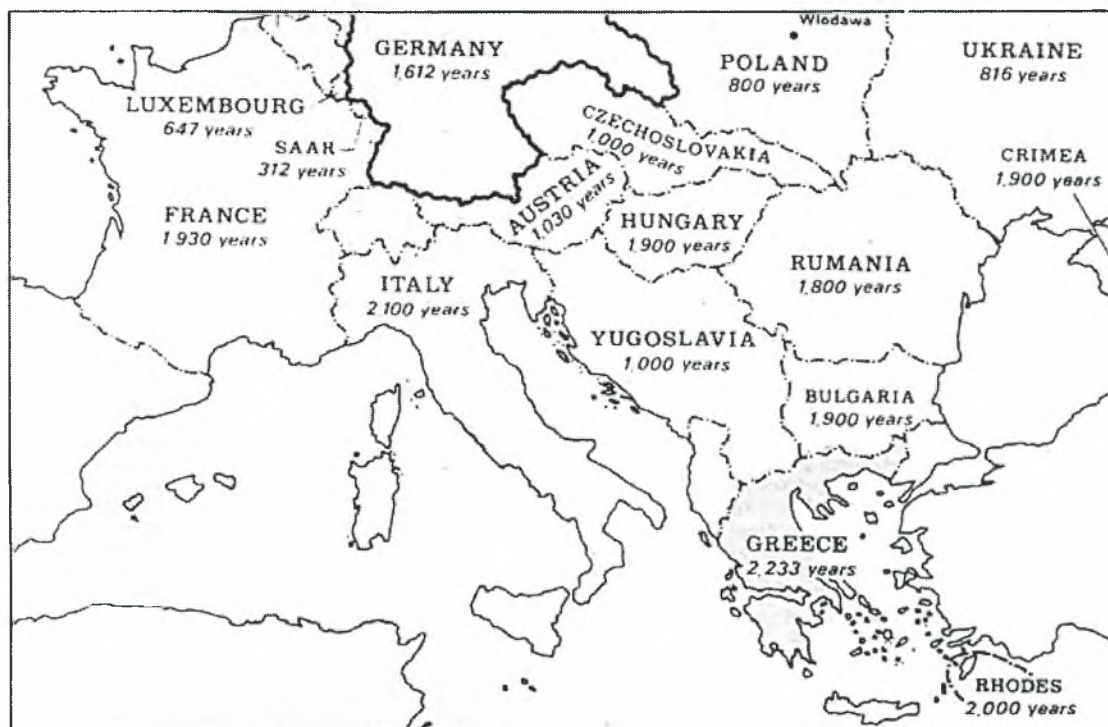 Wlodawa
GERMANY
1,612 years
POLAND
800 years
UKRAINE
816 years
LUXEMBOURG
647 years
SAAR
312 years
CZECHOSLOVAKIA
1,000 years
CRIMEA
1,900 years
AUSTRIA
1,030 years
FRANCE
1,930 years
HUNGARY
1,900 years
RUMANIA
1,800 years
ITALY
2,100 years
YUGOSLAVIA
1,000 years
BULGARIA
1,900 years
GREECE
2,233 years
RHODES
2,000 years